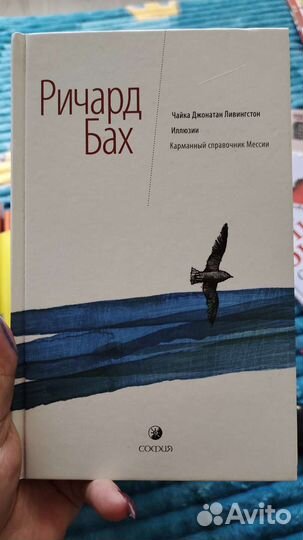 Ричард
Бах
Чайка Джонатан Ливингстон
Иллюзии
Карманный справочник Мессии
СОФИЯ
Avito